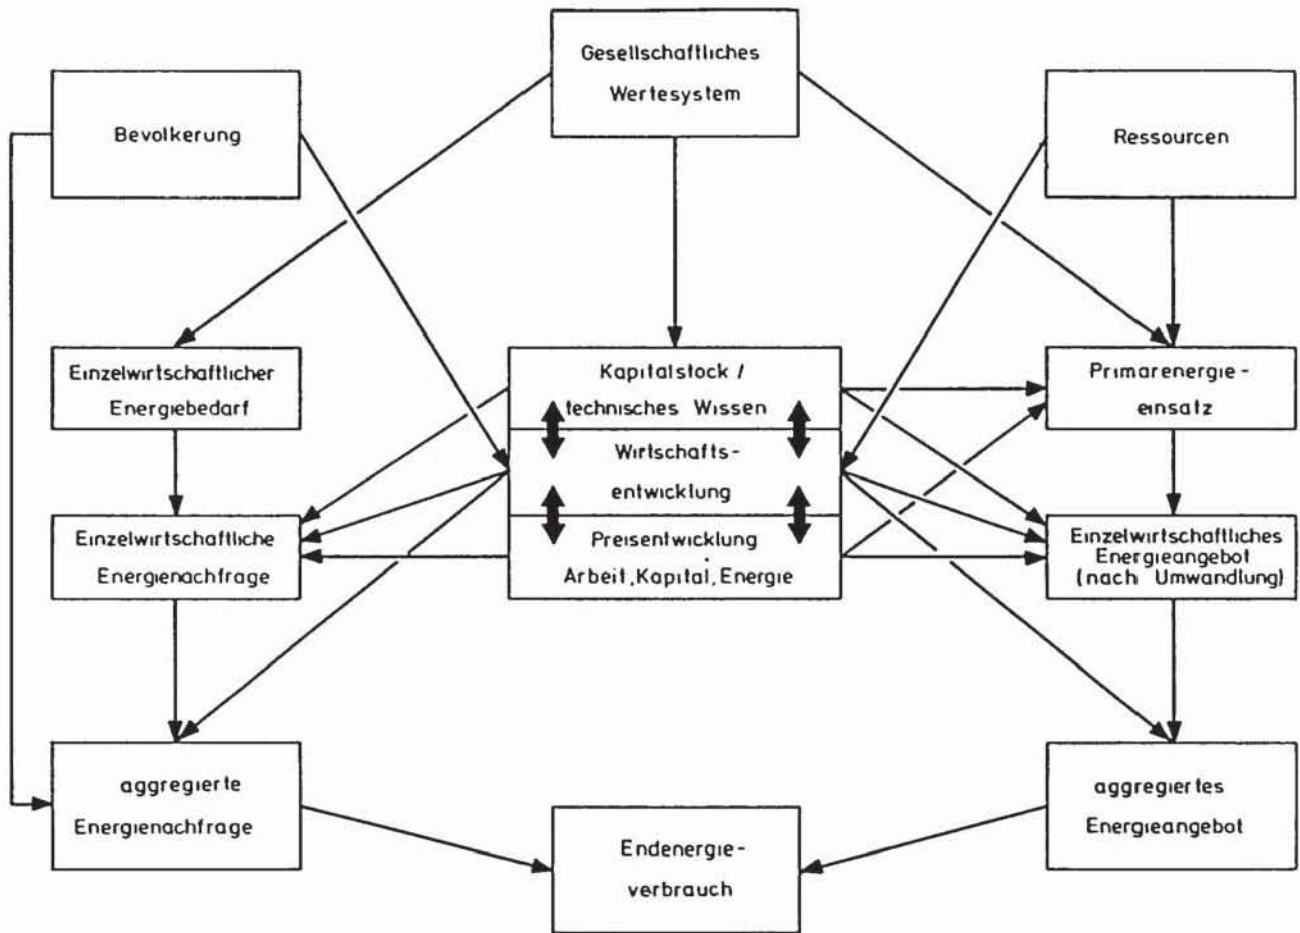 Gesellschaftliches
Wertesystem
Bevolkerung
Ressourcen
Einzelwirtschaftlicher
Energiebedarf
Kapitalstock /
technisches Wissen
Primarenergie-
einsatz
Wirtschafts-
entwicklung
Einzelwirtschaftliche
Energienachfrage
Preisentwicklung
Arbeit, Kapital, Energie
Einzelwirtschaftliches
Energieangebot
(nach Umwandlung)
aggregierte
Energienachfrage
aggregiertes
Energieangebot
Endenergie-
verbrauch